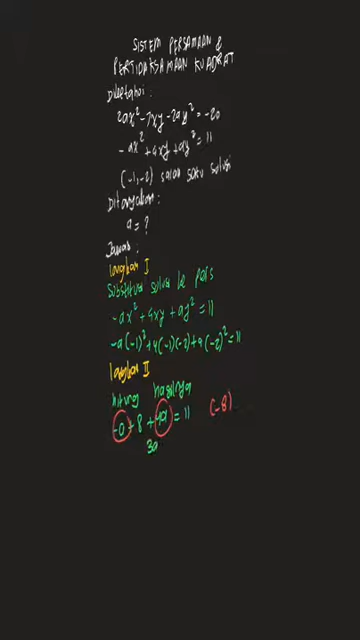 SISTEM PERSAMAAN &
PERTIDAKSAMAAN KUADRAT
Diketahui :
2ax² - 7xy - 2ay² = -20
-ax² + 4xy + ay² = 11
(-1,-2) salah satu solusi
Ditanyakan :
a = ?
Jawab :
Langkah I
Substitusi solusi ke pers
-ax² + 4xy + ay² = 11
-a(-1)² + 4(-1)(-2) + a(-2)² = 11
langkah II
hitung hasilnya
-a + 8 + 4a = 11 (-8)
3a